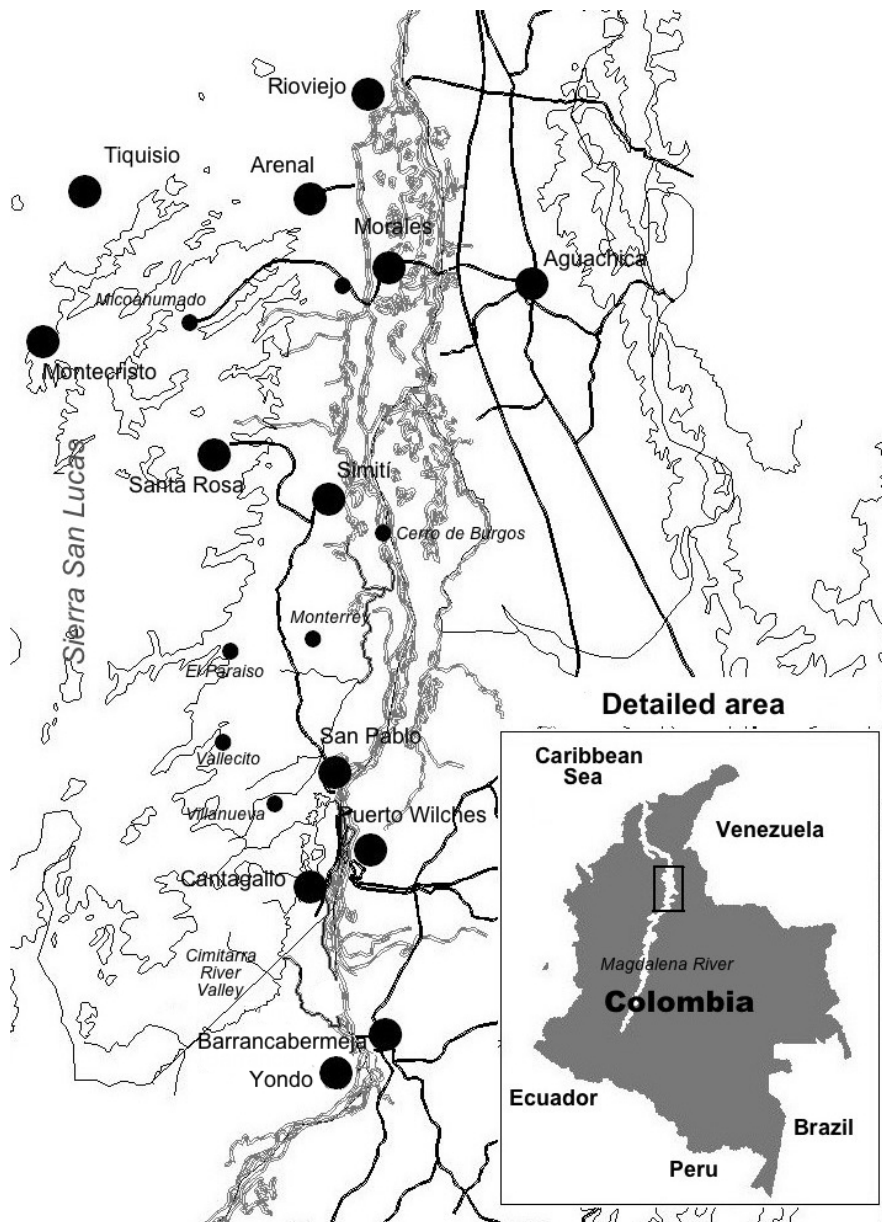 Rioviejo
Tiquisio
Arenal
Morales
Aguachica
Micoahumado
Montecristo
Sierra San Lucas
Santa Rosa
Simití
Cerro de Burgos
Monterrey
El Paraiso
San Pablo
Vallecito
Villanueva
Puerto Wilches
Cantagallo
Cimitarra
River
Valley
Barrancabermeja
Yondo
Detailed area
Caribbean
Sea
Venezuela
Magdalena River
Colombia
Ecuador
Brazil
Peru